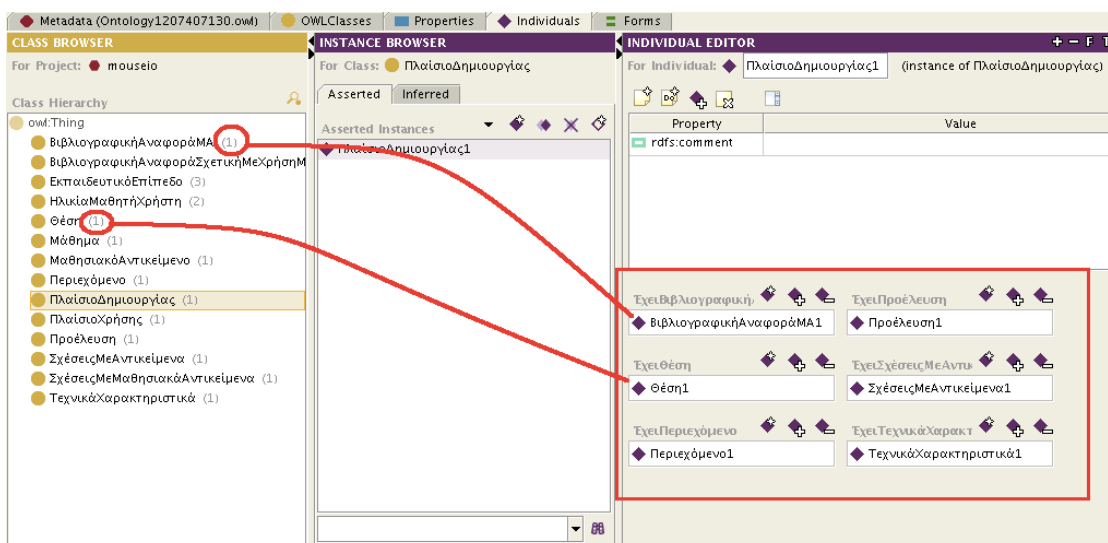 Metadata (Ontology1207407130.owl)
OWLClasses
Properties
Individuals
Forms
CLASS BROWSER
For Project: mouseio
Class Hierarchy
owl:Thing
ΒιβλιογραφικήΑναφοράΜΑ (1)
ΒιβλιογραφικήΑναφοράΣχετικήΜεΧρήσηΜ
ΕκπαιδευτικόΕπίπεδο (3)
ΗλικίαΜαθητήΧρήστη (2)
Θέση (1)
Μάθημα (1)
ΜαθησιακόΑντικείμενο (1)
Περιεχόμενο (1)
ΠλαίσιοΔημιουργίας (1)
ΠλαίσιοΧρήσης (1)
Προέλευση (1)
ΣχέσειςΜεΑντικείμενα (1)
ΣχέσειςΜεΜαθησιακάΑντικείμενα (1)
ΤεχνικάΧαρακτηριστικά (1)
INSTANCE BROWSER
For Class: ΠλαίσιοΔημιουργίας
Asserted Inferred
Asserted Instances
ΠλαίσιοΔημιουργίας1
INDIVIDUAL EDITOR + − F T
For Individual: ΠλαίσιοΔημιουργίας1 (instance of ΠλαίσιοΔημιουργίας)
Property Value
rdfs:comment
ΈχειΒιβλιογραφική ΈχειΠροέλευση
ΒιβλιογραφικήΑναφοράΜΑ1 Προέλευση1
ΈχειΘέση ΈχειΣχέσειςΜεΑντικ
Θέση1 ΣχέσειςΜεΑντικείμενα1
ΈχειΠεριεχόμενο ΈχειΤεχνικάΧαρακτ
Περιεχόμενο1 ΤεχνικάΧαρακτηριστικά1